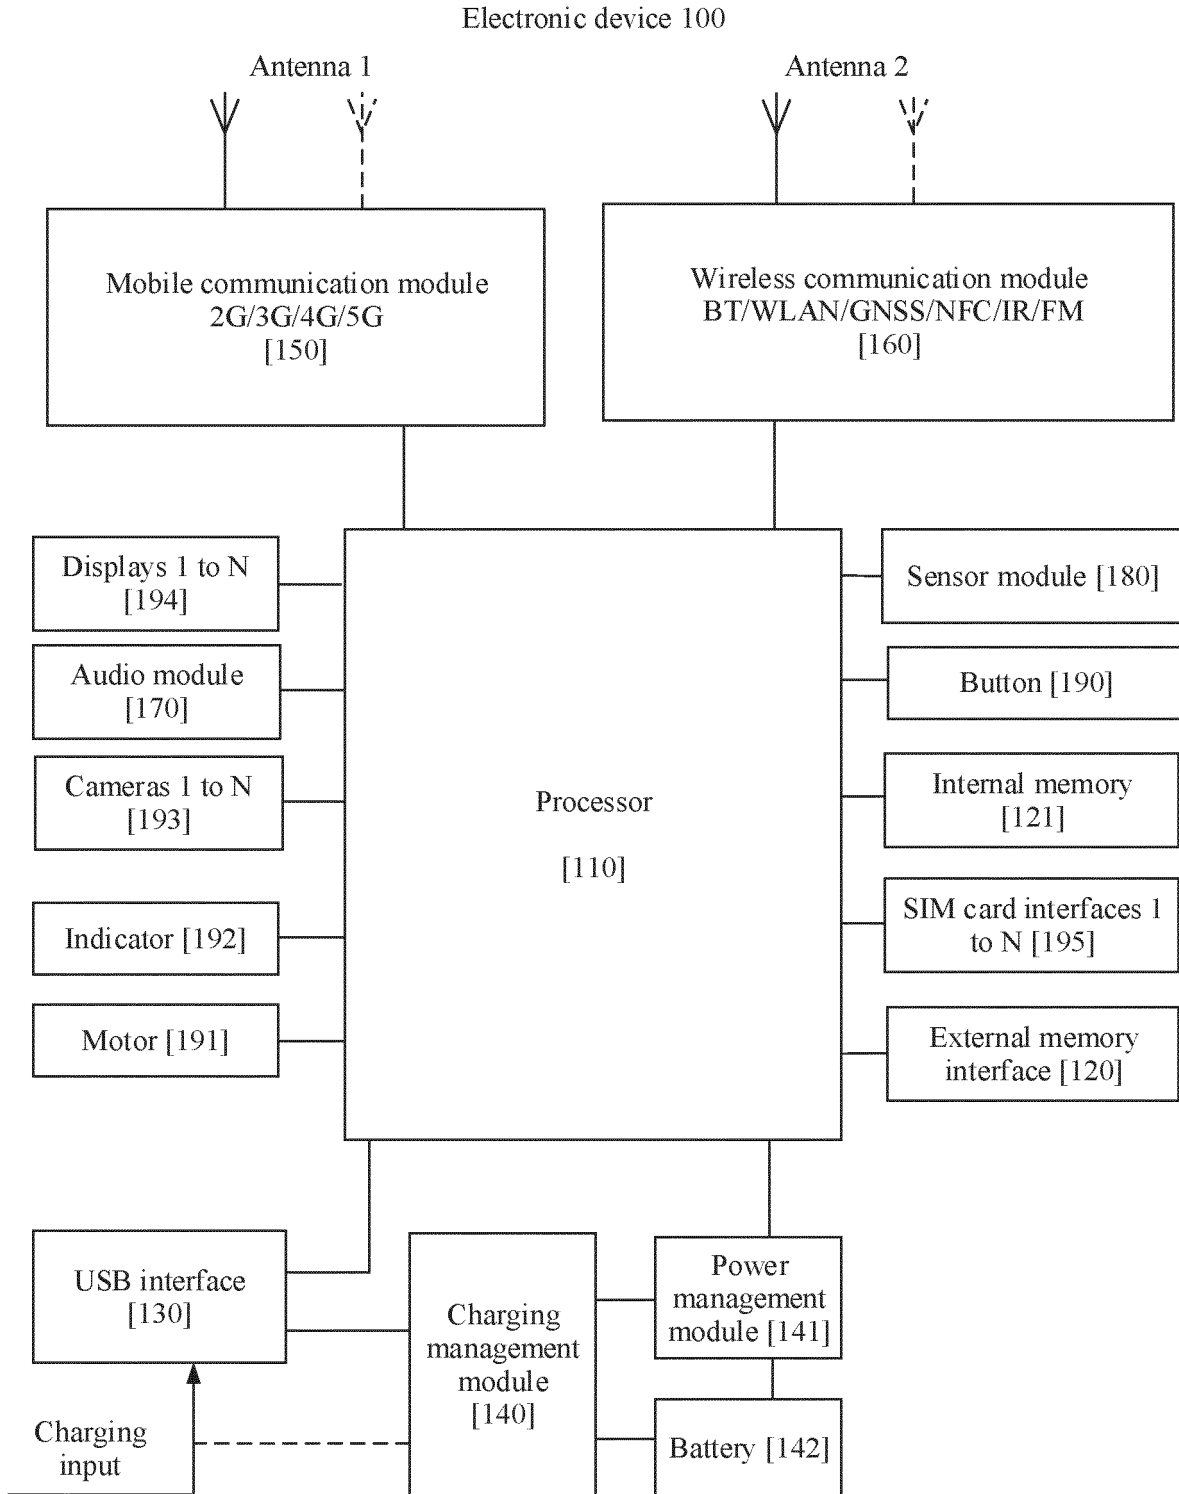 Electronic device 100
Antenna 1
Antenna 2
Mobile communication module
2G/3G/4G/5G
[150]
Wireless communication module
BT/WLAN/GNSS/NFC/IR/FM
[160]
Displays 1 to N
[194]
Audio module
[170]
Cameras 1 to N
[193]
Indicator [192]
Motor [191]
Processor
[110]
Sensor module [180]
Button [190]
Internal memory
[121]
SIM card interfaces 1
to N [195]
External memory
interface [120]
USB interface
[130]
Charging
management
module
[140]
Power
management
module [141]
Battery [142]
Charging
input